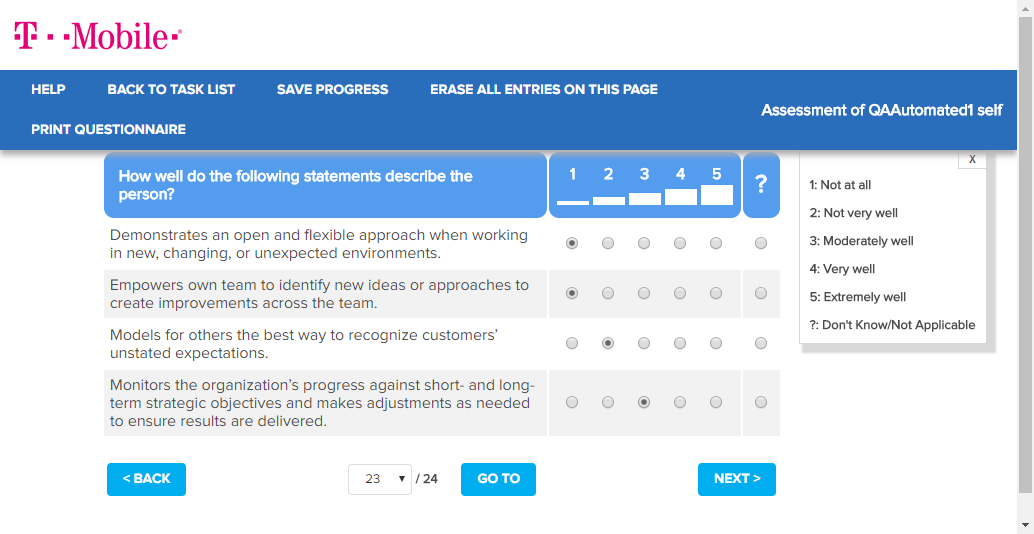 T··Mobile·®
HELP
BACK TO TASK LIST
SAVE PROGRESS
ERASE ALL ENTRIES ON THIS PAGE
PRINT QUESTIONNAIRE
Assessment of QAAutomated1 self
How well do the following statements describe the
person?
1 2 3 4 5
?
X
1: Not at all
2: Not very well
3: Moderately well
4: Very well
5: Extremely well
?: Don't Know/Not Applicable
Demonstrates an open and flexible approach when working
in new, changing, or unexpected environments.
Empowers own team to identify new ideas or approaches to
create improvements across the team.
Models for others the best way to recognize customers’
unstated expectations.
Monitors the organization’s progress against short- and long-
term strategic objectives and makes adjustments as needed
to ensure results are delivered.
< BACK
23 / 24
GO TO
NEXT >